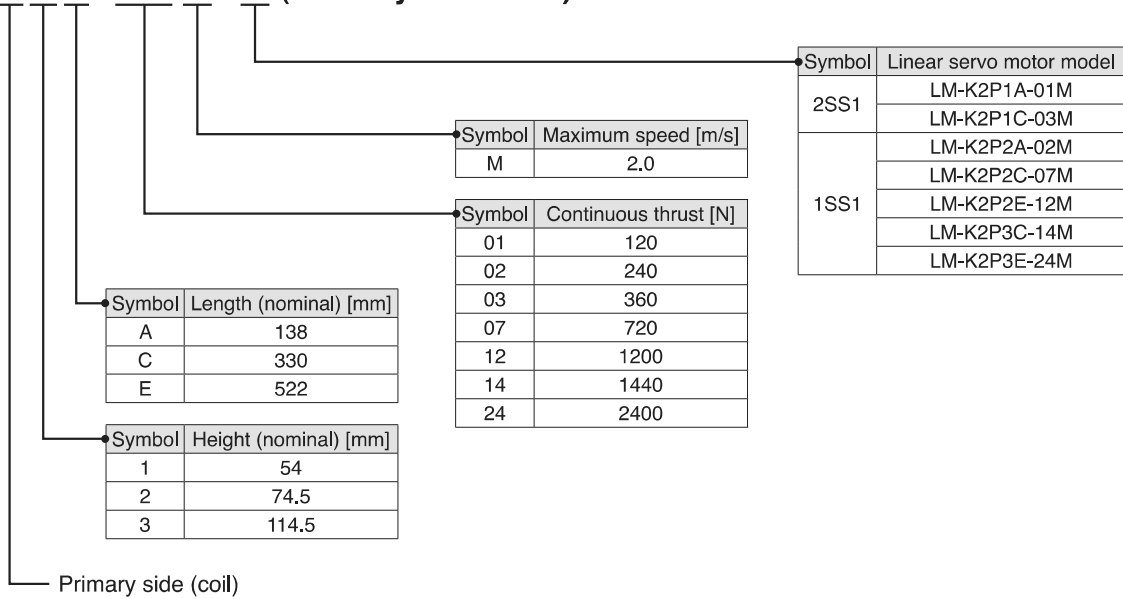 Symbol Linear servo motor model
2SS1 LM-K2P1A-01M
LM-K2P1C-03M
1SS1 LM-K2P2A-02M
LM-K2P2C-07M
LM-K2P2E-12M
LM-K2P3C-14M
LM-K2P3E-24M
Symbol Maximum speed [m/s]
M 2.0
Symbol Continuous thrust [N]
01 120
02 240
03 360
07 720
12 1200
14 1440
24 2400
Symbol Length (nominal) [mm]
A 138
C 330
E 522
Symbol Height (nominal) [mm]
1 54
2 74.5
3 114.5
Primary side (coil)